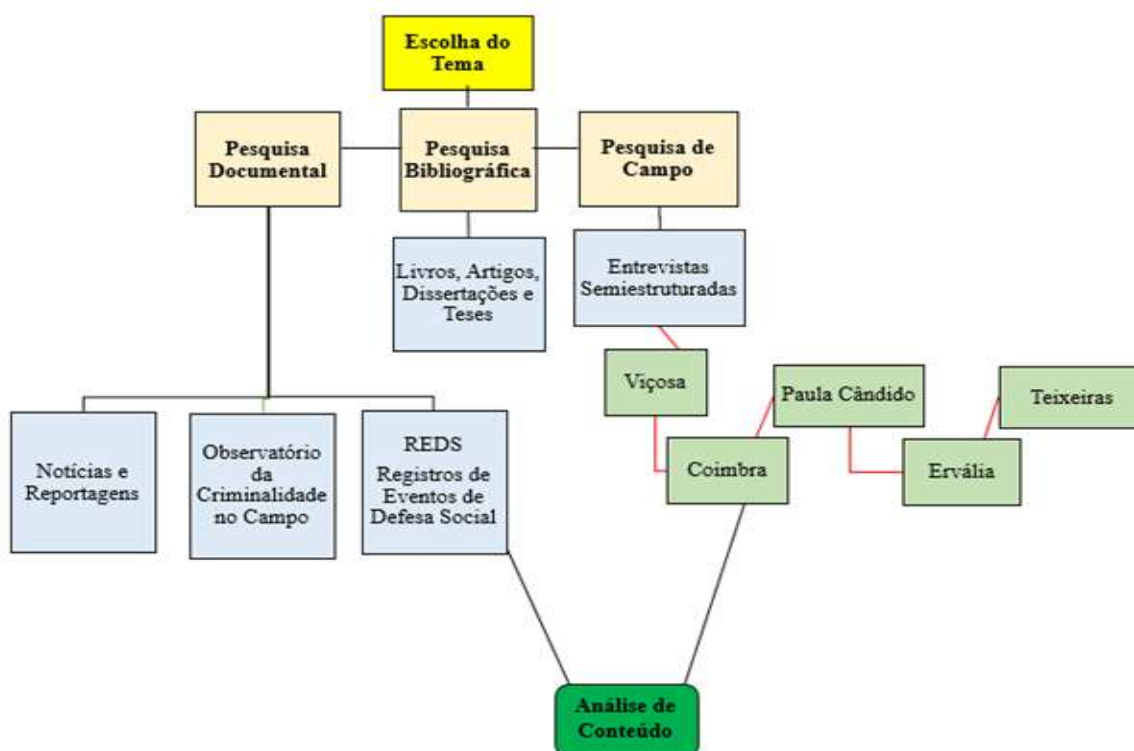 Escolha do
Tema
Pesquisa
Documental
Pesquisa
Bibliográfica
Pesquisa de
Campo
Livros, Artigos,
Dissertações e
Teses
Entrevistas
Semiestruturadas
Viçosa
Paula Cândido
Teixeiras
Coimbra
Ervália
Notícias e
Reportagens
Observatório
da
Criminalidade
no Campo
REDS
Registros de
Eventos de
Defesa Social
Análise de
Conteúdo